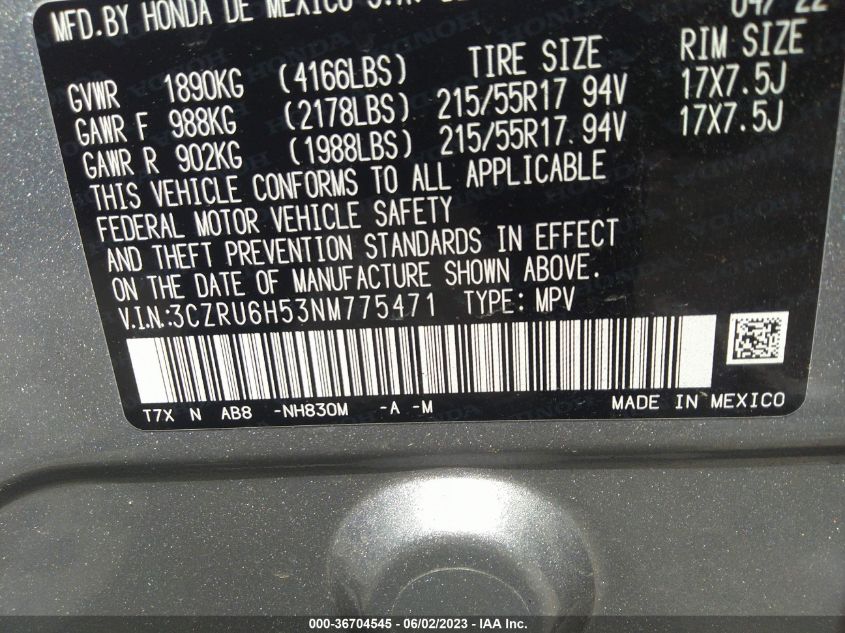 MFD.BY HONDA DE MEXICO 04/22
TIRE SIZE RIM SIZE
GVWR 1890KG (4166LBS)
GAWR F 988KG (2178LBS) 215/55R17 94V 17X7.5J
GAWR R 902KG (1988LBS) 215/55R17 94V 17X7.5J
THIS VEHICLE CONFORMS TO ALL APPLICABLE
FEDERAL MOTOR VEHICLE SAFETY
AND THEFT PREVENTION STANDARDS IN EFFECT
ON THE DATE OF MANUFACTURE SHOWN ABOVE.
V.I.N.:3CZRU6H53NM775471 TYPE: MPV
T7X N AB8 -NH830M -A -M MADE IN MEXICO
000-36704545 - 06/02/2023 - IAA Inc.